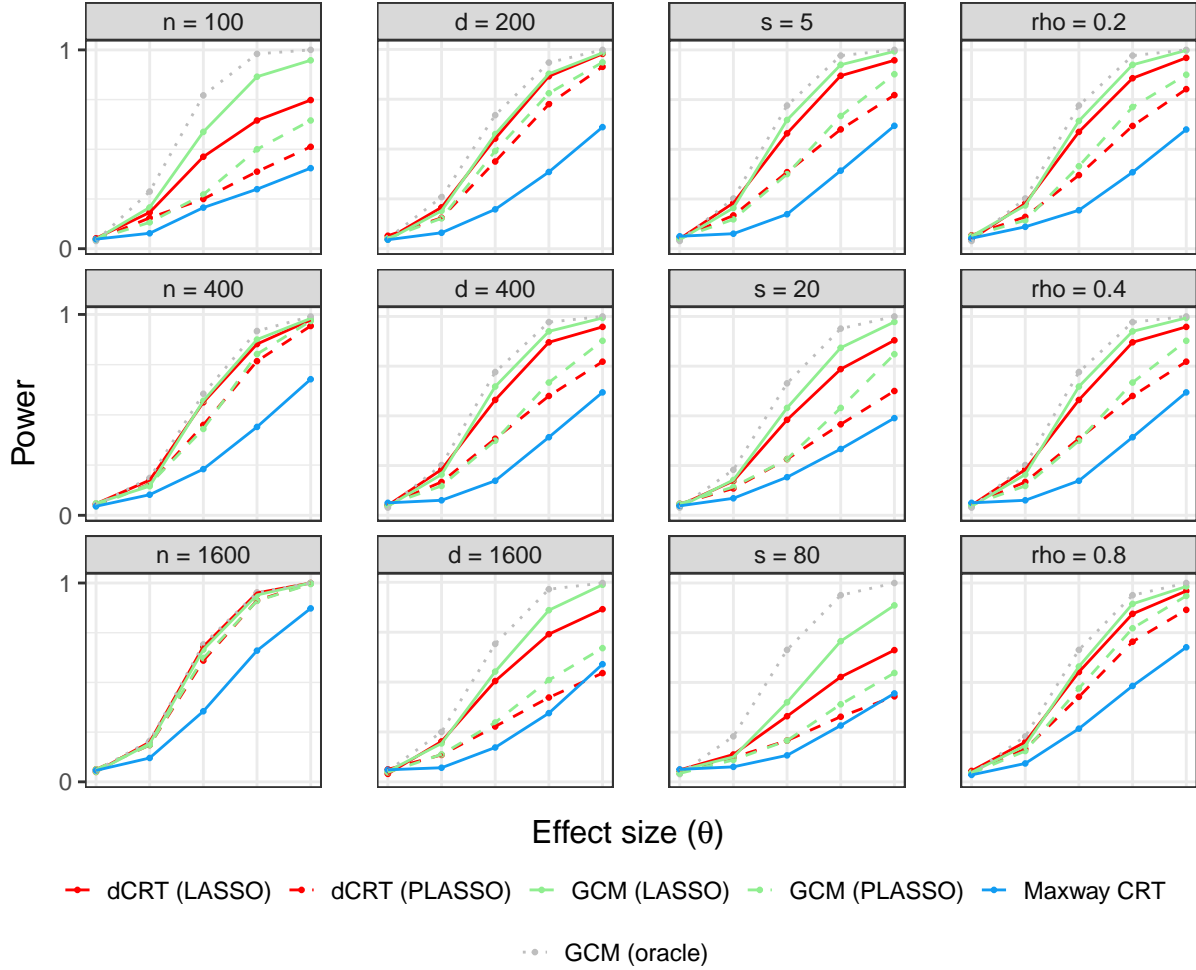 n = 100
d = 200
s = 5
rho = 0.2
1
0
n = 400
d = 400
s = 20
rho = 0.4
1
0
Power
n = 1600
d = 1600
s = 80
rho = 0.8
1
0
Effect size (θ)
dCRT (LASSO)
dCRT (PLASSO)
GCM (LASSO)
GCM (PLASSO)
Maxway CRT
GCM (oracle)